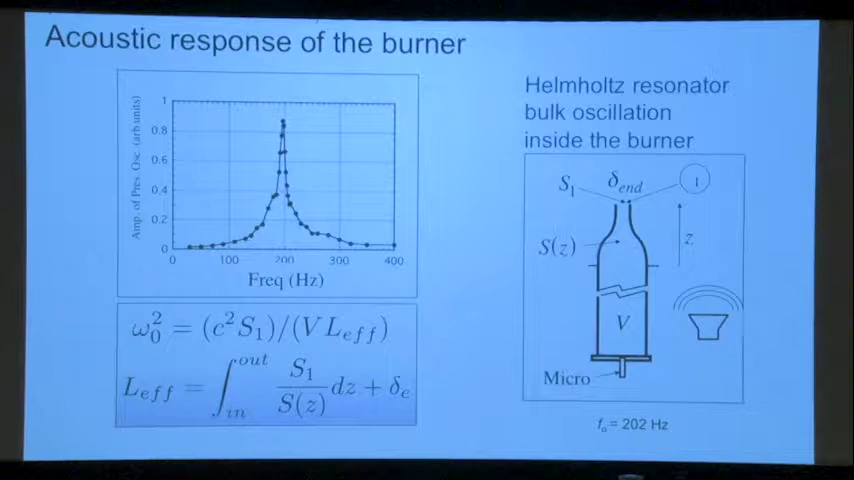 Acoustic response of the burner
Amp. of Pres. Osc. (arb units)
1
0.8
0.6
0.4
0.2
0
0 100 200 300 400
Freq (Hz)
ω₀² = (c²S₁)/(V L_eff)
L_eff = ∫_in^out S₁/S(z) dz + δ_e
Helmholtz resonator
bulk oscillation
inside the burner
S₁ δ_end 1
S(z) z
V
Micro
f₀ = 202 Hz